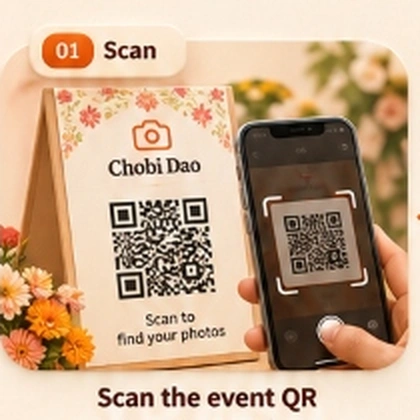 01 Scan
Chobi Dao
Scan to
find your photos
Scan the event QR